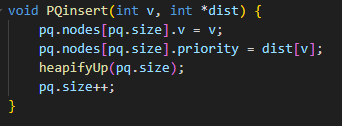 void PQinsert(int v, int *dist) {
    pq.nodes[pq.size].v = v;
    pq.nodes[pq.size].priority = dist[v];
    heapifyUp(pq.size);
    pq.size++;
}